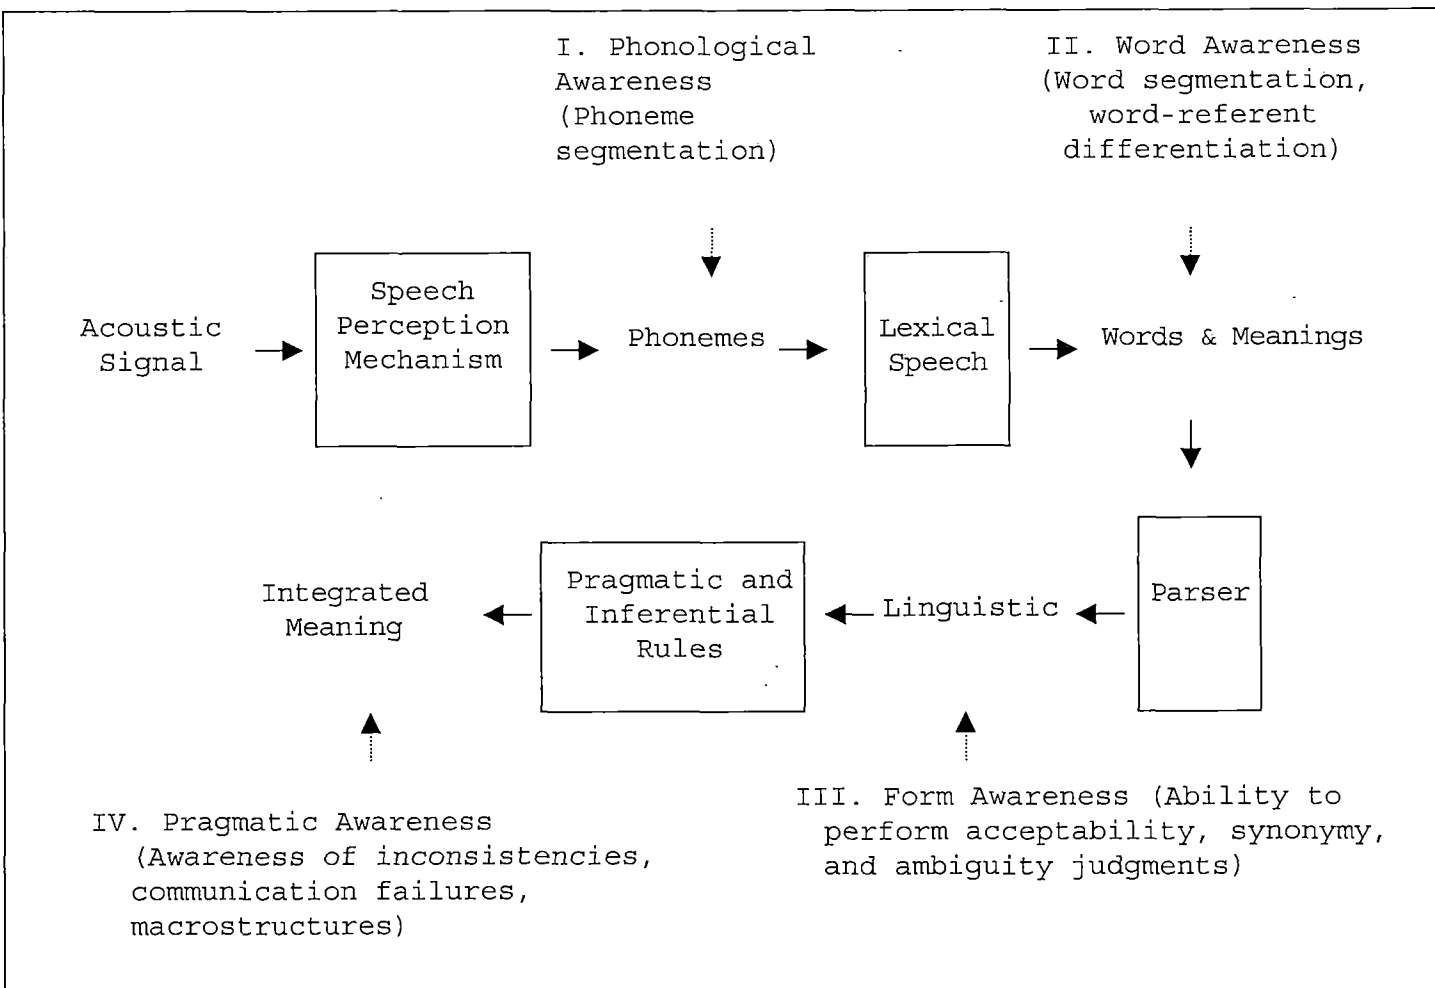 I. Phonological
Awareness
(Phoneme
segmentation)
II. Word Awareness
(Word segmentation,
word-referent
differentiation)
Acoustic
Signal
Speech
Perception
Mechanism
Phonemes
Lexical
Speech
Words & Meanings
Parser
Linguistic
Pragmatic and
Inferential
Rules
Integrated
Meaning
III. Form Awareness (Ability to
perform acceptability, synonymy,
and ambiguity judgments)
IV. Pragmatic Awareness
(Awareness of inconsistencies,
communication failures,
macrostructures)